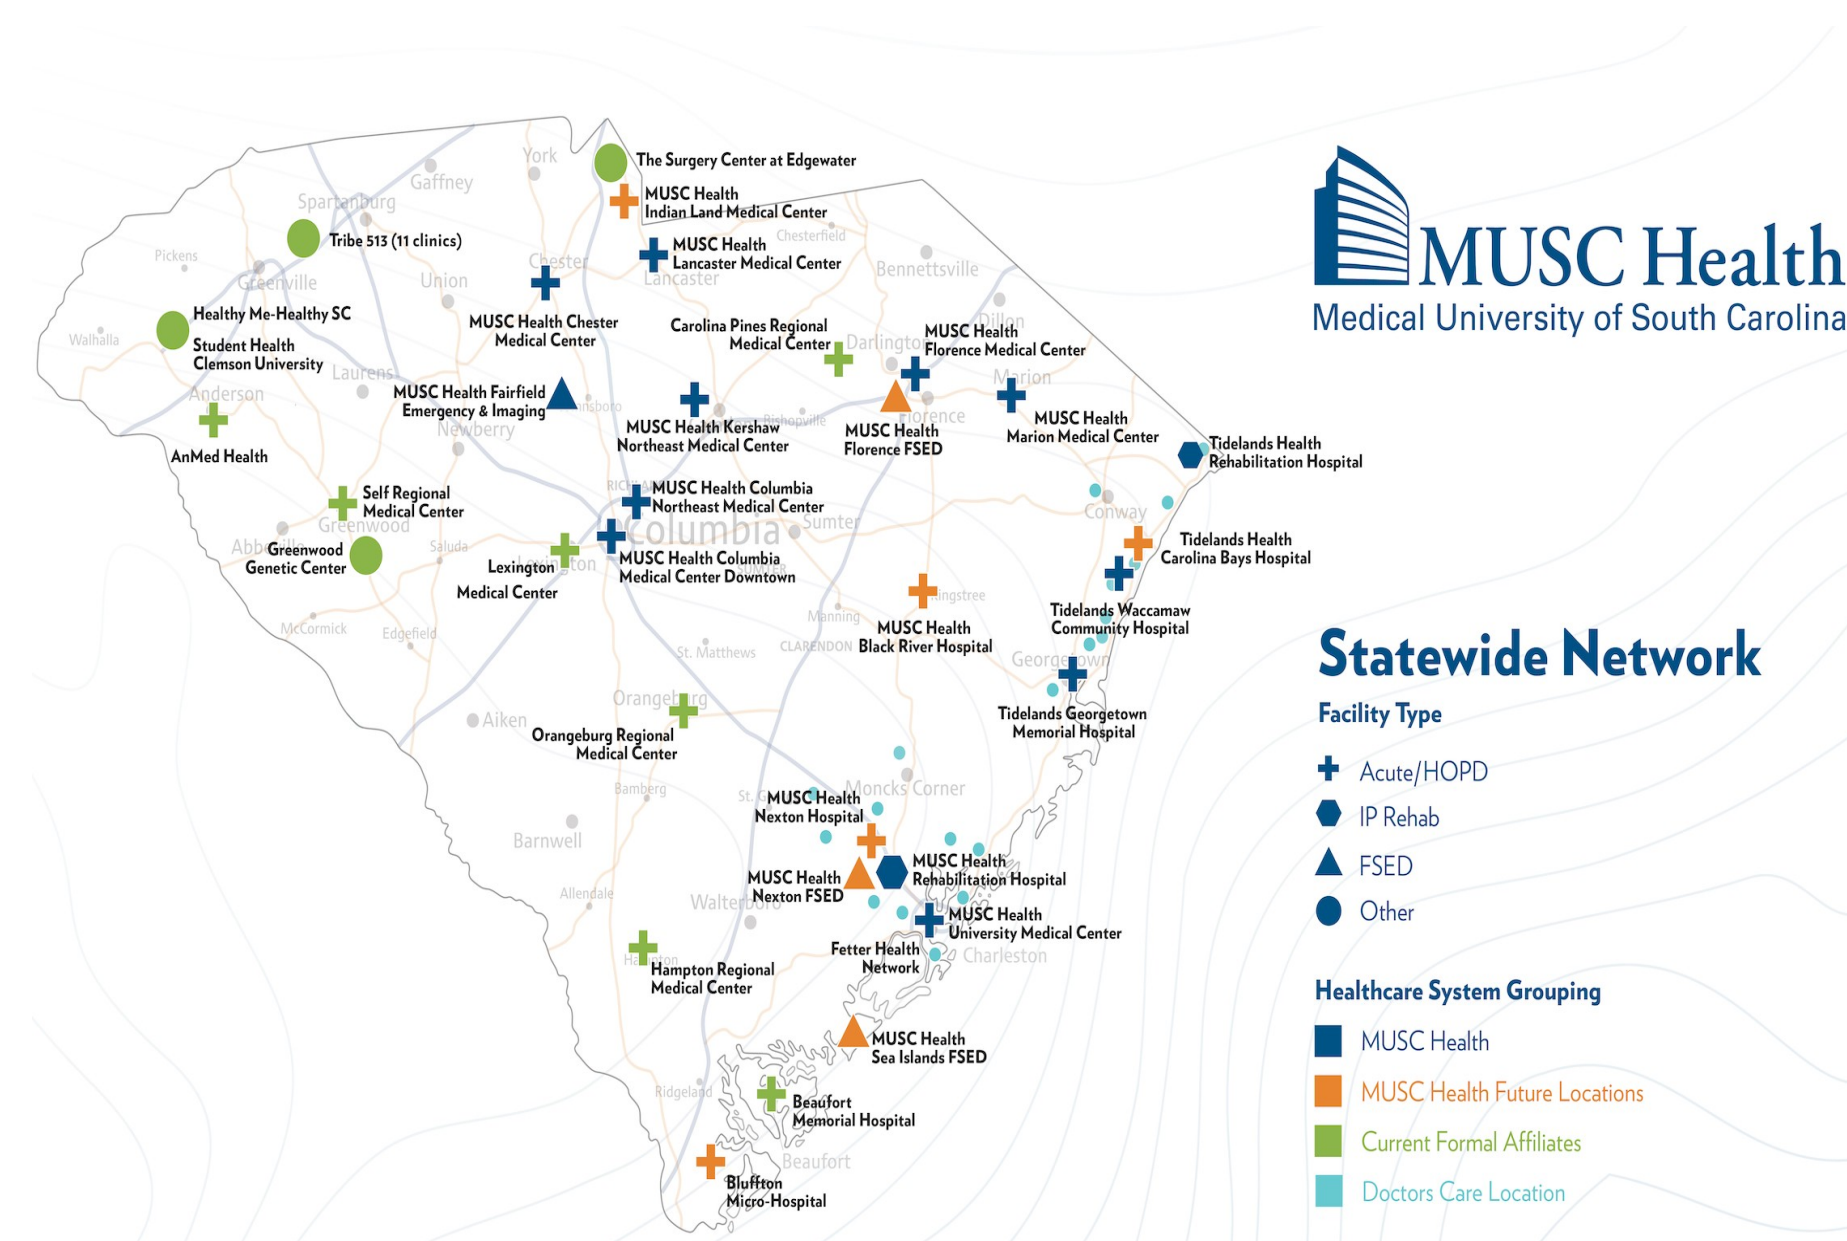 York
Gaffney
Spartanburg
The Surgery Center at Edgewater
MUSC Health
Indian Land Medical Center
Tribe 513 (11 clinics)
Pickens
Greenville
Union
Chester
MUSC Health
Lancaster Medical Center
Lancaster
Chesterfield
Bennettsville
Dillon
Healthy Me-Healthy SC
Student Health
Clemson University
Walhalla
MUSC Health Chester
Medical Center
Carolina Pines Regional
Medical Center
Darlington
MUSC Health
Florence Medical Center
Laurens
Anderson
AnMed Health
MUSC Health Fairfield
Emergency & Imaging
Newberry
MUSC Health Kershaw
Northeast Medical Center
Bishopville
Florence
MUSC Health
Florence FSED
Marion
MUSC Health
Marion Medical Center
Tidelands Health
Rehabilitation Hospital
Self Regional
Medical Center
Greenwood
Greenwood
Genetic Center
Saluda
Lexington
Medical Center
MUSC Health Columbia
Northeast Medical Center
Columbia
MUSC Health Columbia
Medical Center Downtown
Sumter
SUMTER
Conway
Tidelands Health
Carolina Bays Hospital
McCormick
Edgefield
St. Matthews
Manning
CLARENDON
MUSC Health
Black River Hospital
Tidelands Waccamaw
Community Hospital
Georgetown
Tidelands Georgetown
Memorial Hospital
Aiken
Orangeburg
Orangeburg Regional
Medical Center
Bamberg
Barnwell
Allendale
Moncks Corner
MUSC Health
Nexton Hospital
MUSC Health
Nexton FSED
MUSC Health
Rehabilitation Hospital
Walterboro
MUSC Health
University Medical Center
Fetter Health
Network
Charleston
Hampton
Hampton Regional
Medical Center
MUSC Health
Sea Islands FSED
Ridgeland
Beaufort
Memorial Hospital
Beaufort
Bluffton
Micro-Hospital
MUSC Health
Medical University of South Carolina
Statewide Network
Facility Type
Acute/HOPD
IP Rehab
FSED
Other
Healthcare System Grouping
MUSC Health
MUSC Health Future Locations
Current Formal Affiliates
Doctors Care Location